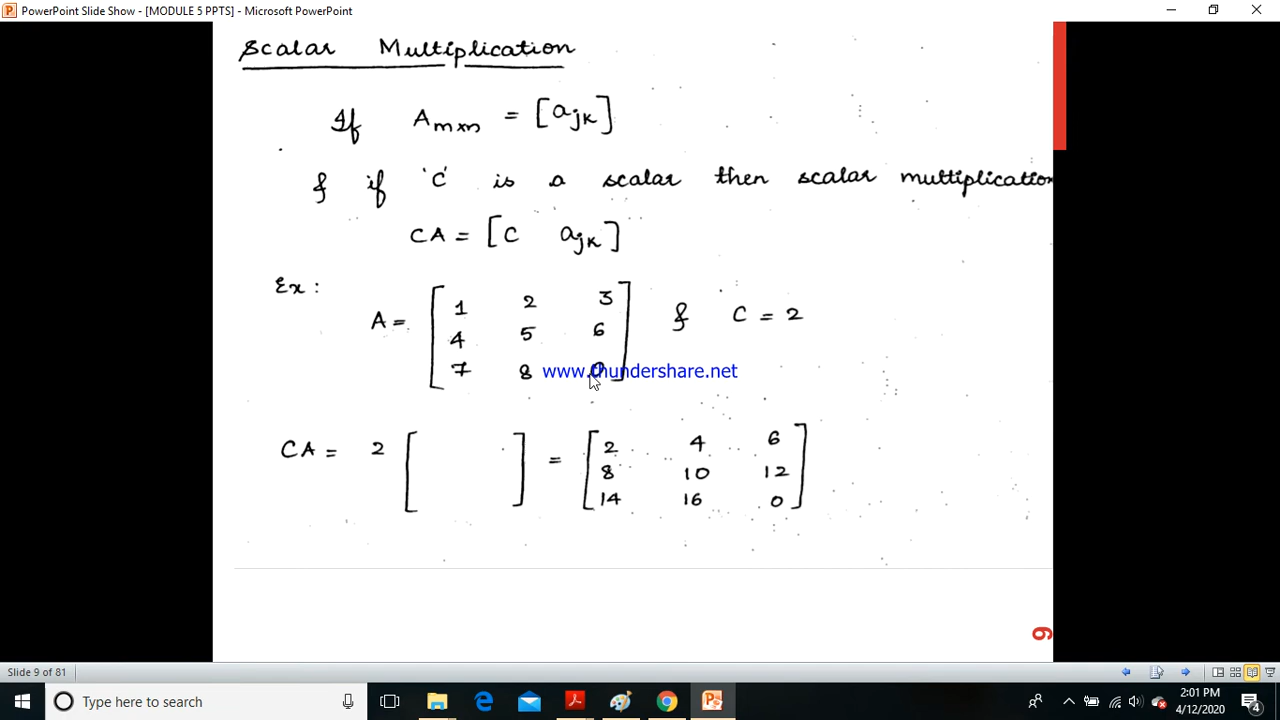 PowerPoint Slide Show - [MODULE 5 PPTS] - Microsoft PowerPoint
Scalar Multiplication
If Amxn = [ajk]
& if 'C' is a scalar then scalar multiplication
CA = [C ajk]
Ex:
A = [1 2 3
4 5 6
7 8 0] & C = 2
www.thundershare.net
CA = 2 [ ] = [2 4 6
8 10 12
14 16 0]
9
Slide 9 of 81
Type here to search
2:01 PM
4/12/2020
4